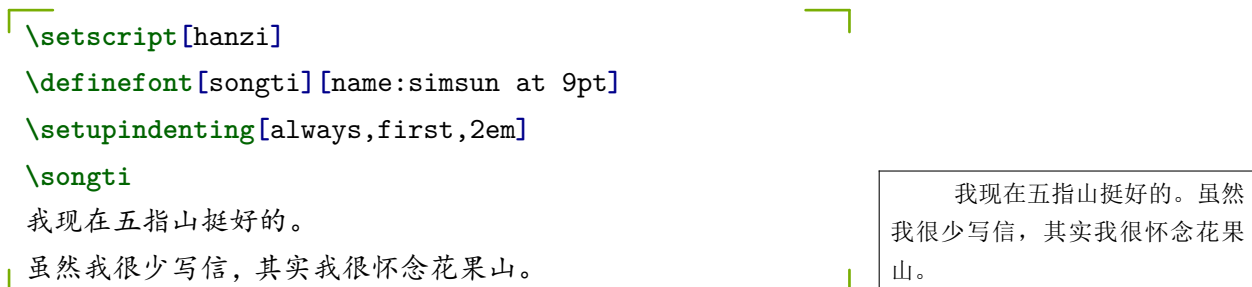 \setscript[hanzi]
\definefont[songti][name:simsun at 9pt]
\setupindenting[always,first,2em]
\songti
我现在五指山挺好的。
虽然我很少写信，其实我很怀念花果山。
我现在五指山挺好的。虽然
我很少写信，其实我很怀念花果
山。